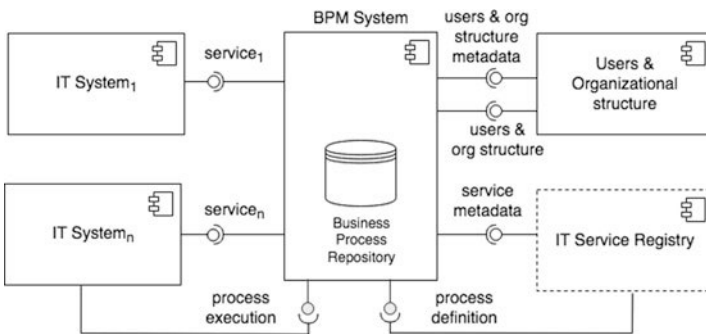 BPM System
IT System1
service1
users & org
structure
metadata
Users &
Organizational
structure
users &
org structure
IT Systemn
servicen
Business
Process
Repository
service
metadata
IT Service Registry
process
execution
process
definition